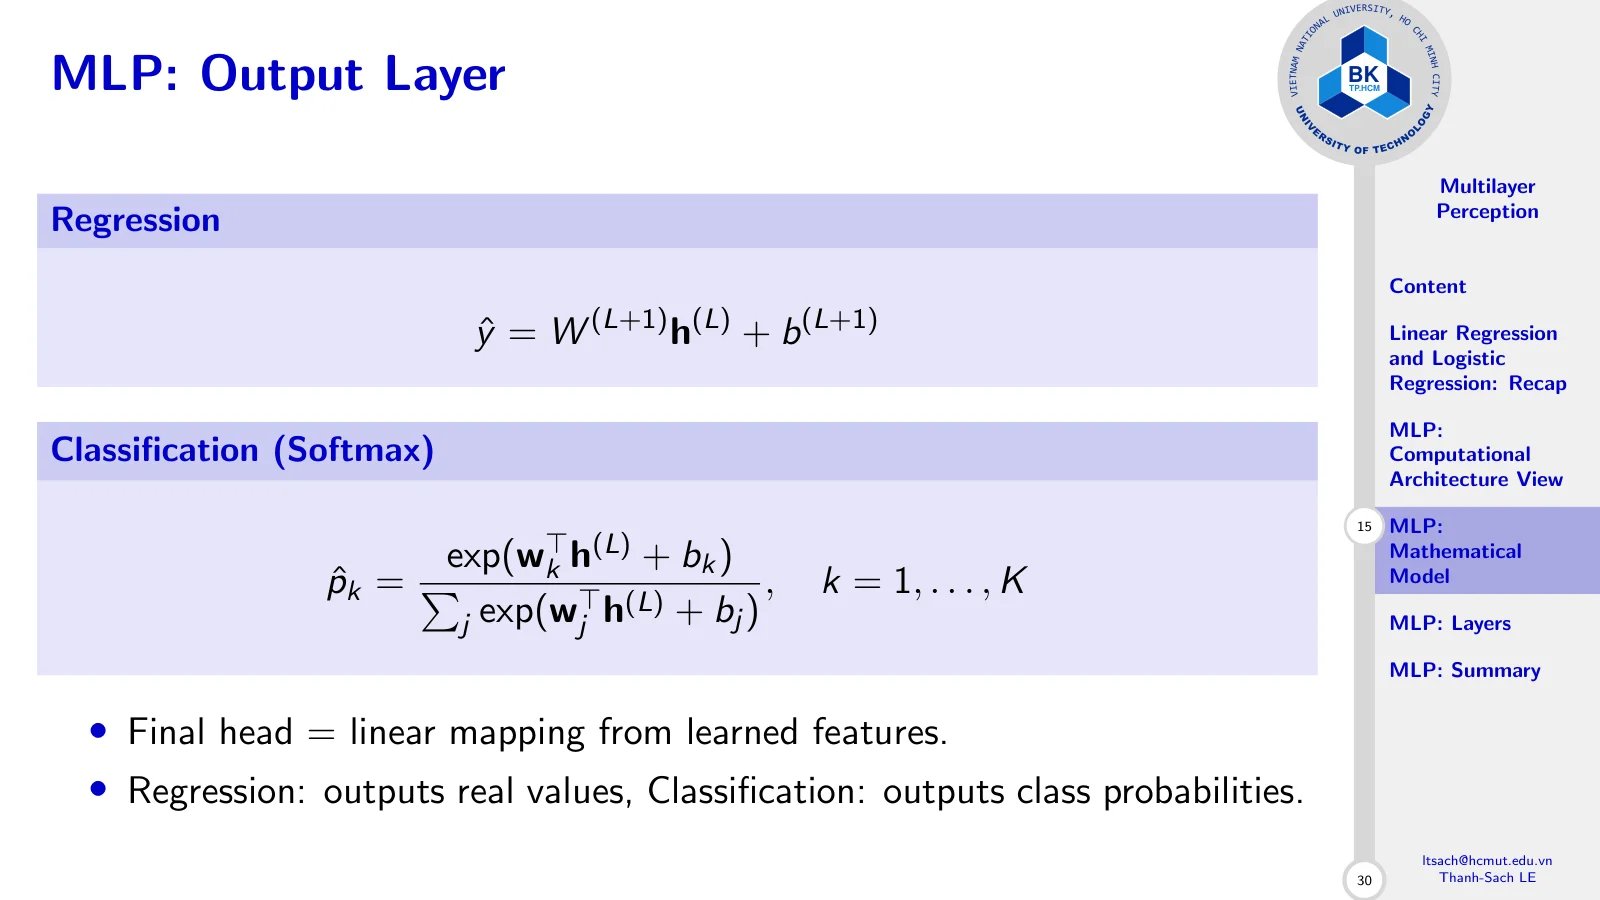 MLP: Output Layer
Regression
ŷ = W^(L+1) h^(L) + b^(L+1)
Classification (Softmax)
p̂_k = exp(w_k^⊤ h^(L) + b_k) / ∑_j exp(w_j^⊤ h^(L) + b_j), k = 1, . . . , K
• Final head = linear mapping from learned features.
• Regression: outputs real values, Classification: outputs class probabilities.
VIETNAM NATIONAL UNIVERSITY, HO CHI MINH CITY
BK
TP.HCM
UNIVERSITY OF TECHNOLOGY
Multilayer
Perception
Content
Linear Regression
and Logistic
Regression: Recap
MLP:
Computational
Architecture View
15
MLP:
Mathematical
Model
MLP: Layers
MLP: Summary
ltsach@hcmut.edu.vn
Thanh-Sach LE
30